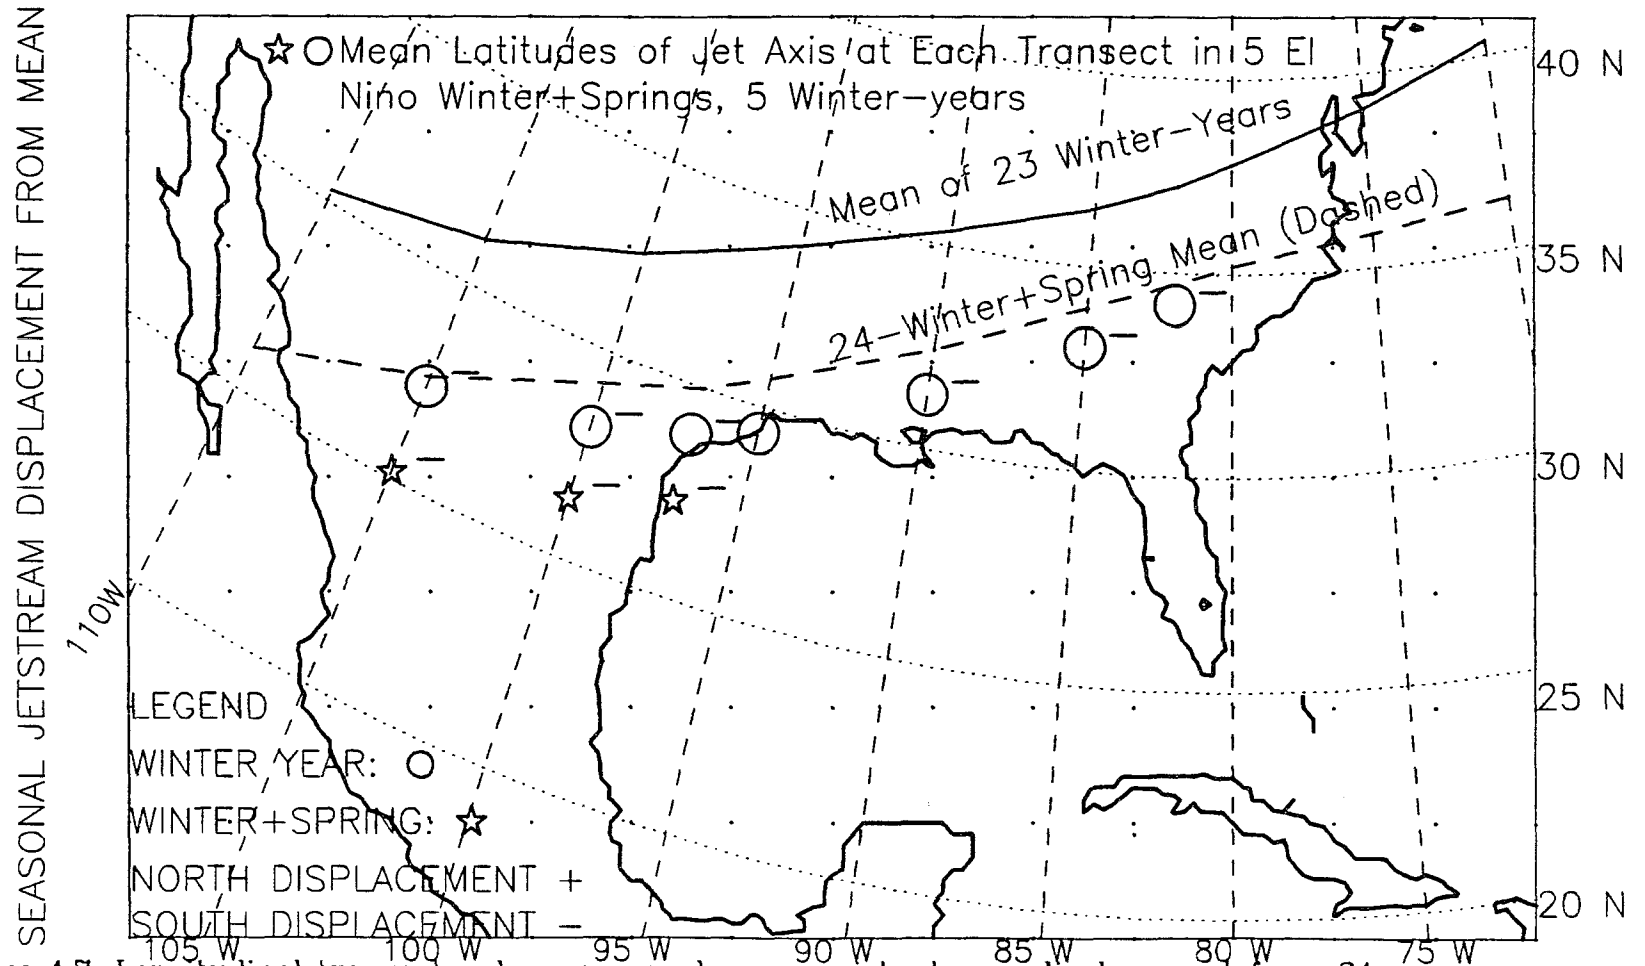 SEASONAL JETSTREAM DISPLACEMENT FROM MEAN
Mean Latitudes of Jet Axis at Each Transect in 5 El
Nino Winter+Springs, 5 Winter-years
Mean of 23 Winter-Years
24-Winter+Spring Mean (Dashed)
40 N
35 N
30 N
25 N
20 N
110W
LEGEND
WINTER YEAR:
WINTER+SPRING:
NORTH DISPLACEMENT +
SOUTH DISPLACEMENT -
105 W 100 W 95 W 90 W 85 W 80 W 75 W